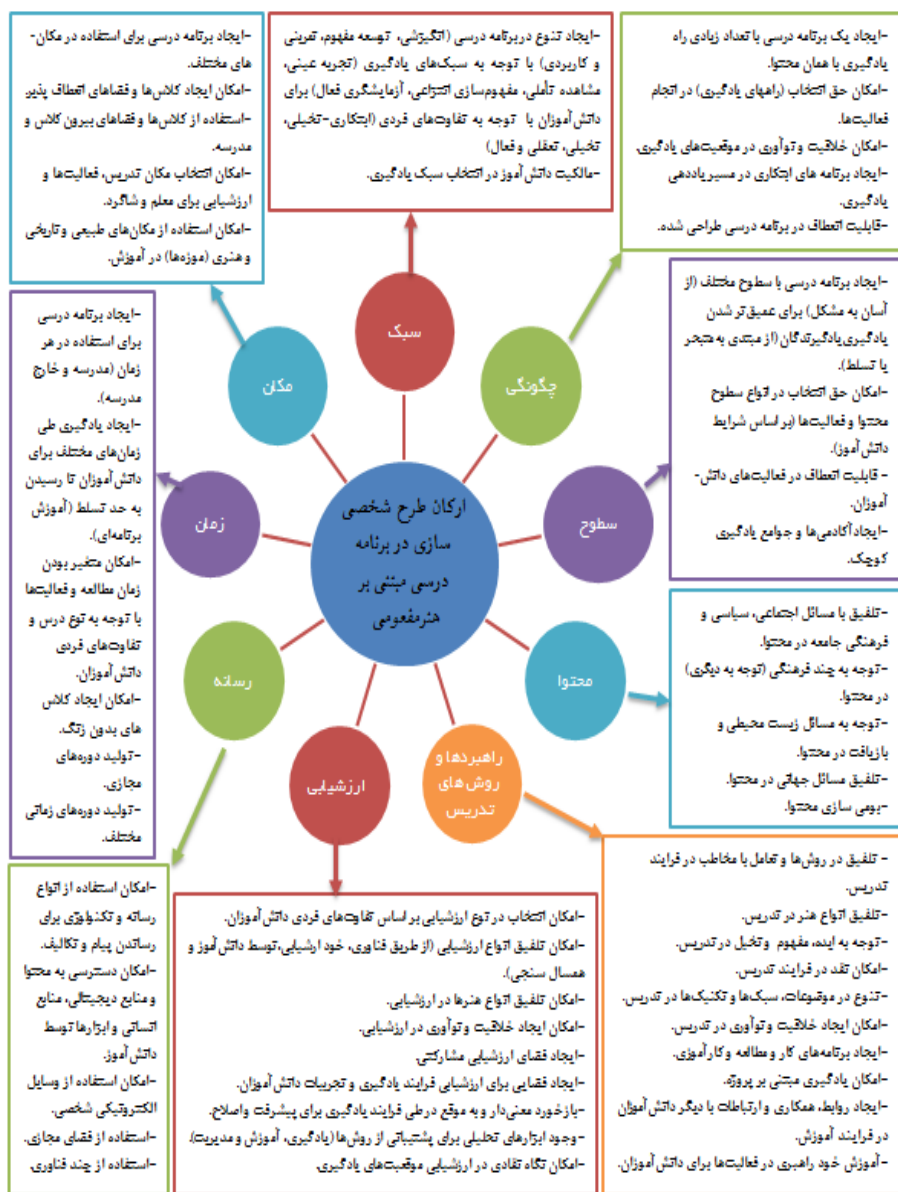 -ایجاد یک برنامه درسی با تعداد زیادی راه
یادگیری با همان محتوا.
-امکان حق انتخاب (راههای یادگیری) در انجام
فعالیت‌ها.
-امکان خلاقیت و نوآوری در موقعیت‌های یادگیری.
-ایجاد برنامه های ابتکاری در مسیر یاددهی
یادگیری.
-قابلیت انعطاف در برنامه درسی طراحی شده.
-ایجاد تنوع در برنامه درسی (انگیزشی، توسعه مفهوم، تمرینی
و کاربردی) با توجه به سبک‌های یادگیری (تجربه عینی،
مشاهده تأملی، مفهوم‌سازی انتزاعی، آزمایشگری فعال) برای
دانش‌آموزان با توجه به تفاوت‌های فردی (ابتکاری-تخیلی،
تخیلی، تعقلی و فعال)
-مالکیت دانش‌آموز در انتخاب سبک یادگیری.
-ایجاد برنامه درسی برای استفاده در مکان-
های مختلف.
-امکان ایجاد کلاس‌ها و فضاهای انعطاف پذیر.
-استفاده از کلاس‌ها و فضاهای بیرون کلاس و
مدرسه.
-امکان انتخاب مکان تدریس، فعالیت‌ها و
ارزشیابی برای معلم و شاگرد.
-امکان استفاده از مکان‌های طبیعی و تاریخی
و هنری (موزه‌ها) در آموزش.
سبک
چگونگی
مکان
-ایجاد برنامه درسی با سطوح مختلف (از
آسان به مشکل) برای عمیق‌تر شدن
یادگیری یادگیرندگان (از مبتدی به متبحر
یا تسلط).
-امکان حق انتخاب در انواع سطوح
محتوا و فعالیت‌ها (بر اساس شرایط
دانش‌آموز).
- قابلیت انعطاف در فعالیت‌های دانش-
آموزان.
-ایجاد آکادمی‌ها و جوامع یادگیری
کوچک.
سطوح
ارکان طرح شخصی
سازی در برنامه
درسی مبتنی بر
هنرمفهومی
زمان
-ایجاد برنامه درسی
برای استفاده در هر
زمان (مدرسه و خارج
مدرسه).
-ایجاد یادگیری طی
زمان‌های مختلف برای
دانش‌آموزان تا رسیدن
به حد تسلط (آموزش
برنامه‌ای).
-امکان متغیر بودن
زمان مطالعه و فعالیت‌ها
با توجه به نوع درس و
تفاوت‌های فردی
دانش‌آموزان.
-امکان ایجاد کلاس
های بدون زنگ.
-تولید دوره‌های
مجازی.
-تولید دوره‌های زمانی
مختلف.
محتوا
رسانه
-تلفیق با مسائل اجتماعی، سیاسی و
فرهنگی جامعه در محتوا.
-توجه به چند فرهنگی (توجه به دیگری)
در محتوا.
-توجه به مسائل زیست محیطی و
بازیافت در محتوا.
-تلفیق مسائل جهانی در محتوا.
-بومی سازی محتوا.
راهبردها و
روش های
تدریس
ارزشیابی
- تلفیق در روش‌ها و تعامل با مخاطب در فرایند
تدریس.
-تلفیق انواع هنر در تدریس.
-توجه به ایده، مفهوم و تخیل در تدریس.
-امکان نقد در فرایند تدریس.
-تنوع در موضوعات، سبک‌ها و تکنیک‌ها در تدریس.
-امکان ایجاد خلاقیت و نوآوری در تدریس.
-ایجاد برنامه‌های کار و مطالعه و کارآموزی.
-امکان یادگیری مبتنی بر پروژه.
-ایجاد روابط، همکاری و ارتباطات با دیگر دانش‌آموزان
در فرایند آموزش.
-آموزش خود راهبری در فعالیت‌ها برای دانش‌آموزان.
-امکان انتخاب در نوع ارزشیابی بر اساس تفاوت‌های فردی دانش‌آموزان.
-امکان تلفیق انواع ارزشیابی (از طریق فناوری، خود ارشیابی،توسط دانش‌آموز و
همسال سنجی).
-امکان تلفیق انواع هنرها در ارزشیابی.
-امکان ایجاد خلاقیت و نوآوری در ارزشیابی.
-ایجاد فضای ارزشیابی مشارکتی.
-ایجاد فضایی برای ارزشیابی فرایند یادگیری و تجربیات دانش‌آموزان.
-بازخورد معنی‌دار و به موقع در طی فرایند یادگیری برای پیشرفت واصلاح.
-وجود ابزارهای تحلیلی برای پشتیبانی از روش‌ها (یادگیری، آموزش و مدیریت).
-امکان نگاه نقادی در ارزشیابی موقعیت‌های یادگیری.
-امکان استفاده از انواع
رسانه و تکنولوژی برای
رساندن پیام و تکالیف.
-امکان دسترسی به محتوا
و منابع دیجیتالی، منابع
انسانی و ابزارها توسط
دانش‌آموز.
-امکان استفاده از وسایل
الکترونیکی شخصی.
-استفاده از فضای مجازی.
-استفاده از چند فناوری.